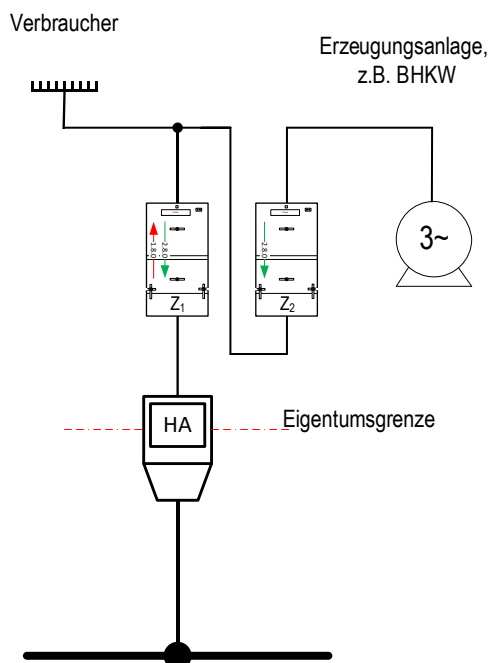 Verbraucher
Erzeugungsanlage,
z.B. BHKW
1.8.0
2.8.0
2.8.0
3~
Z1
Z2
HA
Eigentumsgrenze